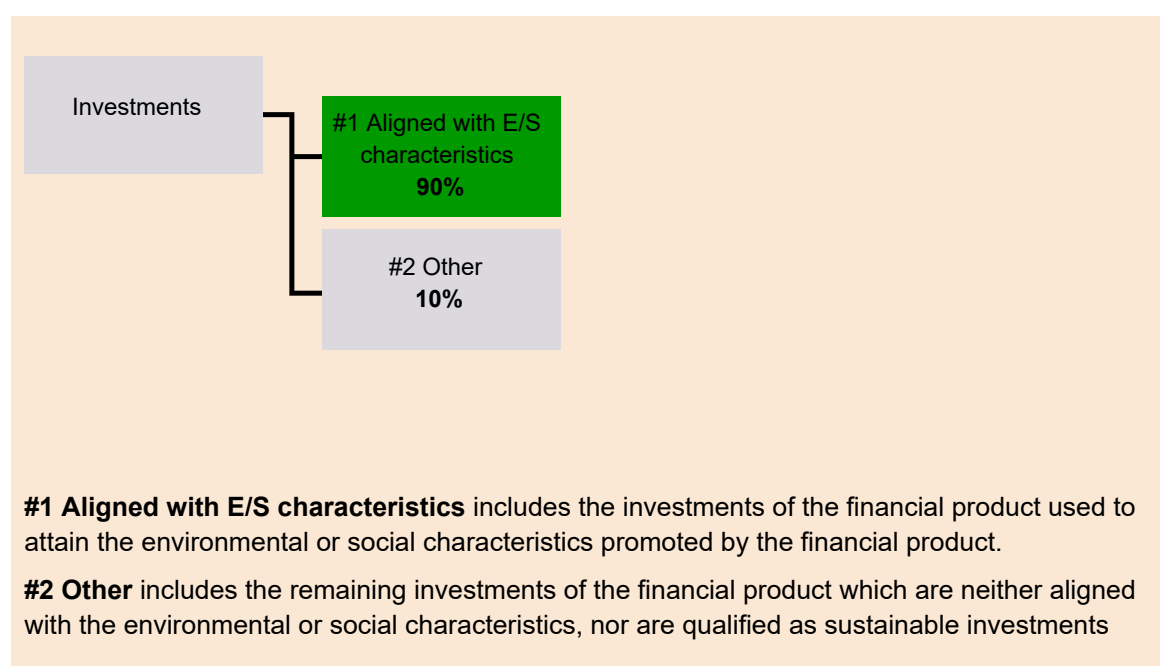 Investments
#1 Aligned with E/S
characteristics
90%
#2 Other
10%
#1 Aligned with E/S characteristics includes the investments of the financial product used to
attain the environmental or social characteristics promoted by the financial product.
#2 Other includes the remaining investments of the financial product which are neither aligned
with the environmental or social characteristics, nor are qualified as sustainable investments